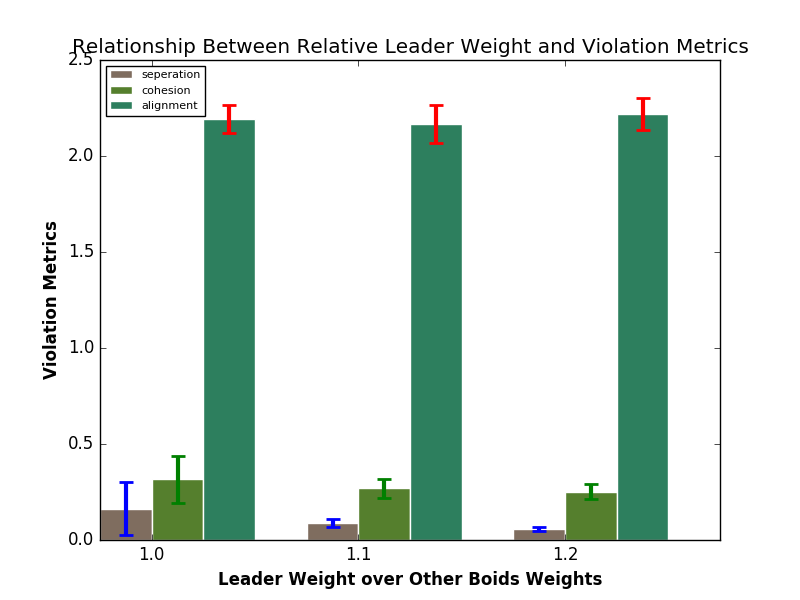 Relationship Between Relative Leader Weight and Violation Metrics
2.5
seperation
cohesion
alignment
2.0
1.5
1.0
0.5
0.0
Violation Metrics
1.0 1.1 1.2
Leader Weight over Other Boids Weights